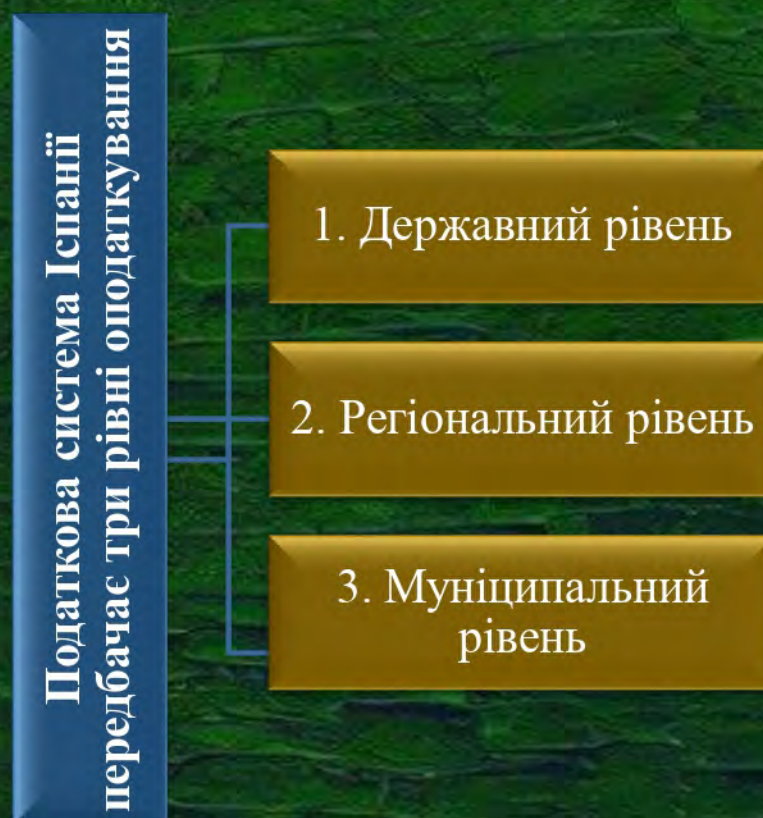 Податкова система Іспанії
передбачає три рівні оподаткування
1. Державний рівень
2. Регіональний рівень
3. Муніципальний
рівень